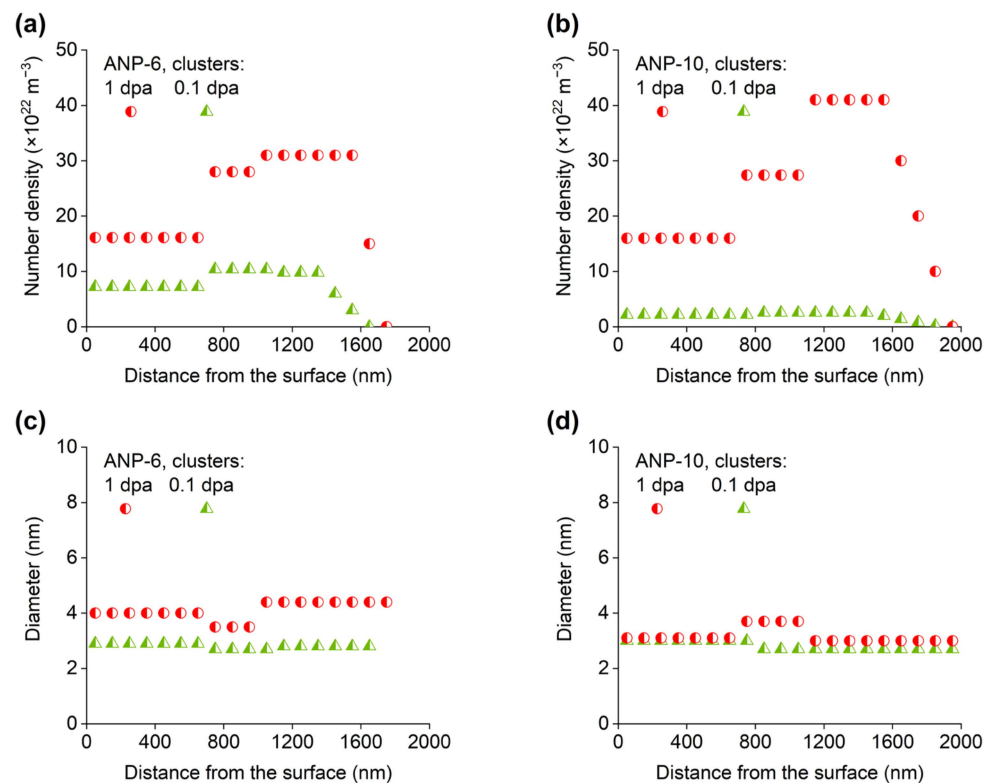 (a)
50
40
30
20
10
0
Number density (×10²² m⁻³)
ANP-6, clusters:
1 dpa 0.1 dpa
0 400 800 1200 1600 2000
Distance from the surface (nm)
(b)
50
40
30
20
10
0
Number density (×10²² m⁻³)
ANP-10, clusters:
1 dpa 0.1 dpa
0 400 800 1200 1600 2000
Distance from the surface (nm)
(c)
10
8
6
4
2
0
Diameter (nm)
ANP-6, clusters:
1 dpa 0.1 dpa
0 400 800 1200 1600 2000
Distance from the surface (nm)
(d)
10
8
6
4
2
0
Diameter (nm)
ANP-10, clusters:
1 dpa 0.1 dpa
0 400 800 1200 1600 2000
Distance from the surface (nm)